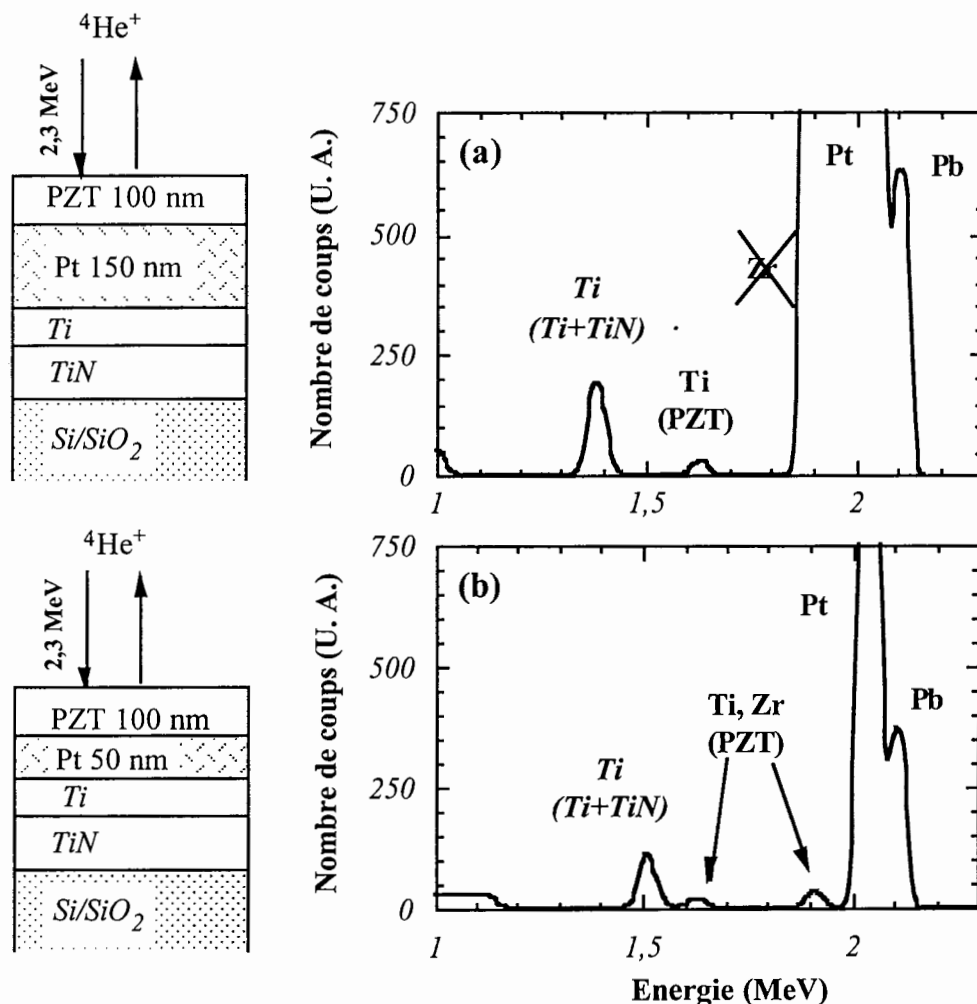 ⁴He⁺
2,3 MeV
PZT 100 nm
Pt 150 nm
Ti
TiN
Si/SiO₂
Nombre de coups (U. A.)
750
500
250
0
(a)
Pt
Pb
Zr
Ti
(Ti+TiN)
Ti
(PZT)
1
1,5
2
⁴He⁺
2,3 MeV
PZT 100 nm
Pt 50 nm
Ti
TiN
Si/SiO₂
Nombre de coups (U. A.)
750
500
250
0
(b)
Pt
Pb
Ti, Zr
(PZT)
Ti
(Ti+TiN)
1
1,5
2
Energie (MeV)